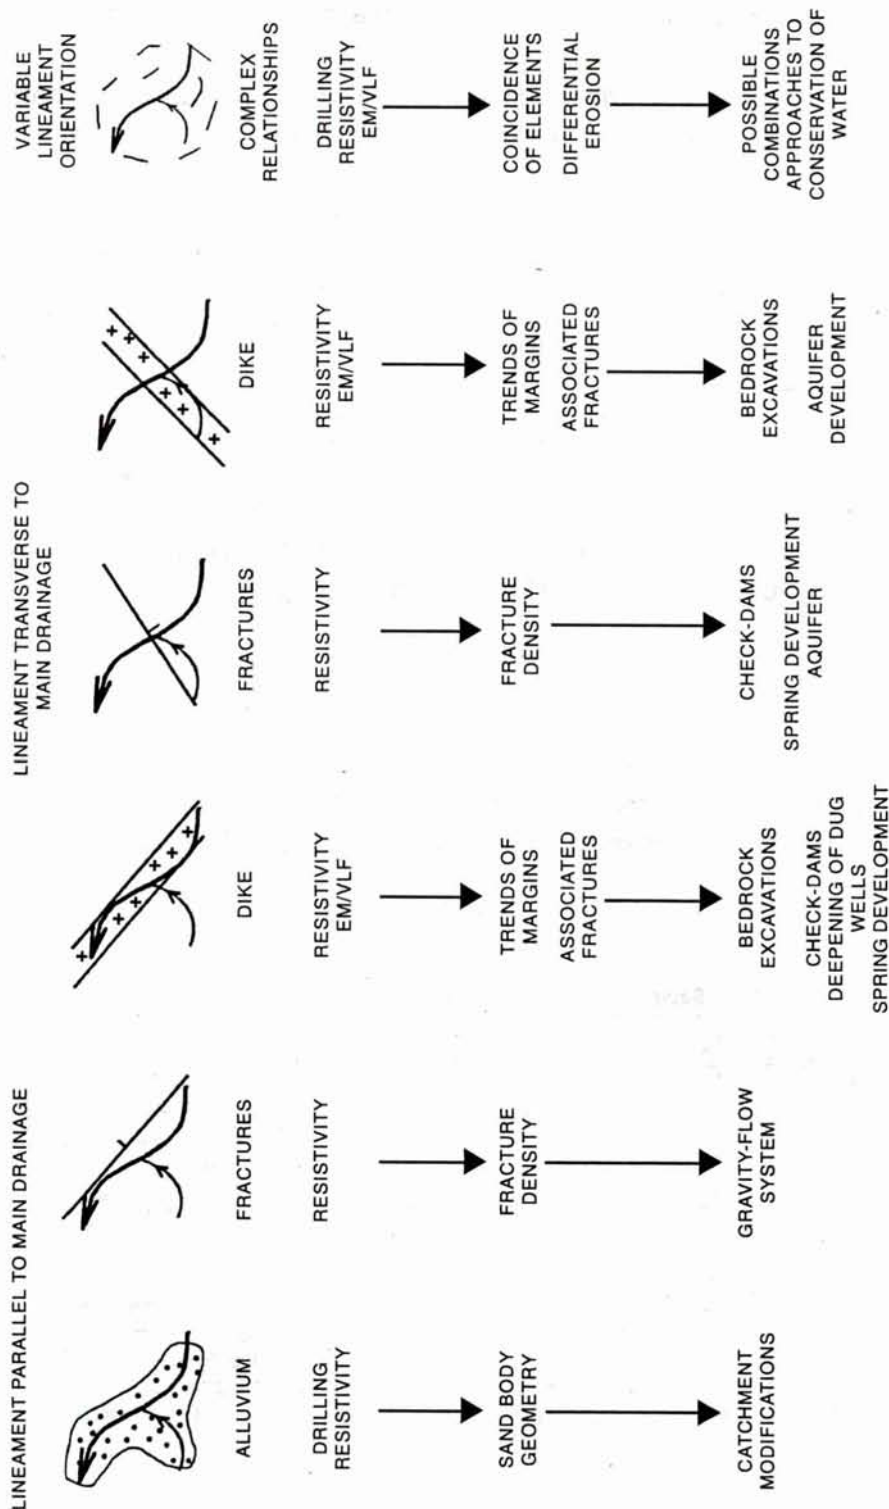 LINEAMENT PARALLEL TO MAIN DRAINAGE
ALLUVIUM
DRILLING
RESISTIVITY
SAND BODY
GEOMETRY
CATCHMENT
MODIFICATIONS
FRACTURES
RESISTIVITY
FRACTURE
DENSITY
GRAVITY-FLOW
SYSTEM
DIKE
RESISTIVITY
EM/VLF
TRENDS OF
MARGINS
ASSOCIATED
FRACTURES
BEDROCK
EXCAVATIONS
CHECK-DAMS
DEEPENING OF DUG
WELLS
SPRING DEVELOPMENT
LINEAMENT TRANSVERSE TO
MAIN DRAINAGE
FRACTURES
RESISTIVITY
FRACTURE
DENSITY
CHECK-DAMS
SPRING DEVELOPMENT
AQUIFER
DIKE
RESISTIVITY
EM/VLF
TRENDS OF
MARGINS
ASSOCIATED
FRACTURES
BEDROCK
EXCAVATIONS
AQUIFER
DEVELOPMENT
VARIABLE
LINEAMENT
ORIENTATION
COMPLEX
RELATIONSHIPS
DRILLING
RESISTIVITY
EM/VLF
COINCIDENCE
OF ELEMENTS
DIFFERENTIAL
EROSION
POSSIBLE
COMBINATIONS
APPROACHES TO
CONSERVATION OF
WATER